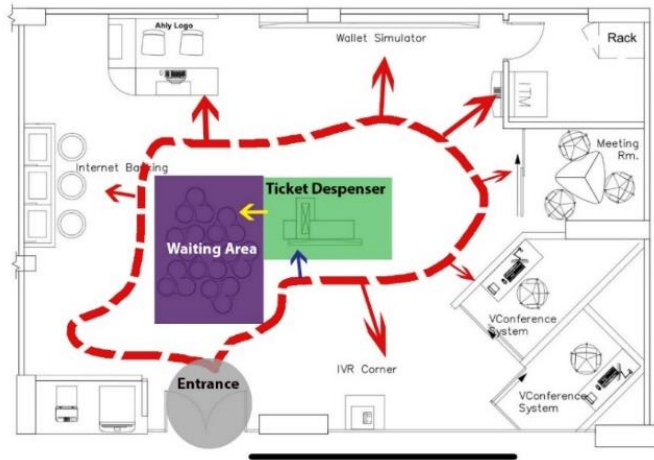 Ahly Logo
Wallet Simulator
Rack
ITM
Meeting
Rm.
Internet Banking
Ticket Despenser
Waiting Area
VConference
System
IVR Corner
Entrance
VConference
System